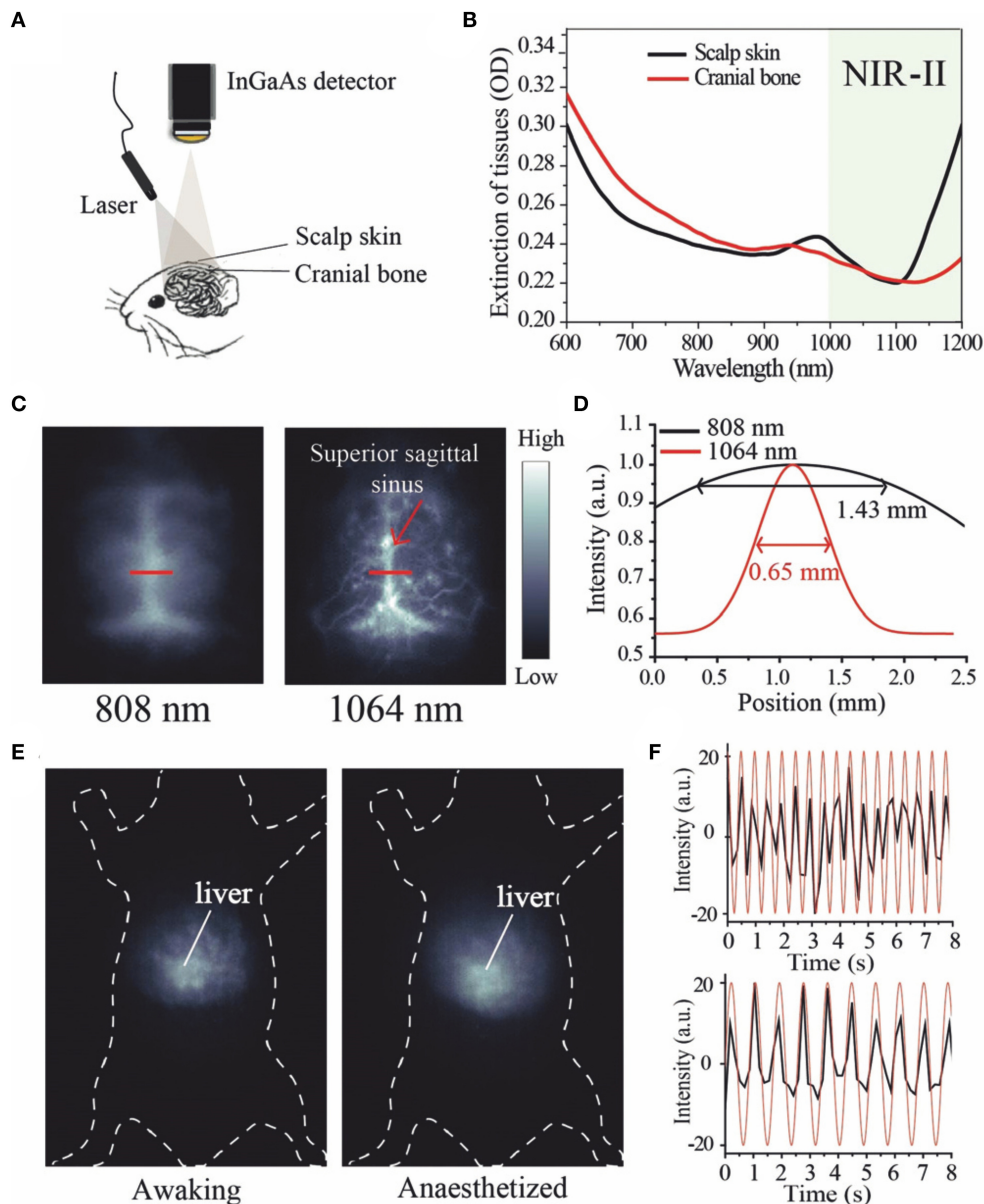 A
InGaAs detector
Laser
Scalp skin
Cranial bone
B
Extinction of tissues (OD)
0.34
0.30
0.26
0.24
0.22
0.20
Scalp skin
Cranial bone
NIR-II
600
700
800
900
1000
1100
1200
Wavelength (nm)
C
Superior sagittal
sinus
High
Low
808 nm
1064 nm
D
Intensity (a.u.)
1.1
1.0
0.9
0.8
0.7
0.6
0.5
808 nm
1064 nm
1.43 mm
0.65 mm
0.0
0.5
1.0
1.5
2.0
2.5
Position (mm)
E
liver
liver
Awaking
Anaesthetized
F
Intensity (a.u.)
20
0
-20
0 1 2 3 4 5 6 7 8
Time (s)
Intensity (a.u.)
20
0
-20
0 1 2 3 4 5 6 7 8
Time (s)